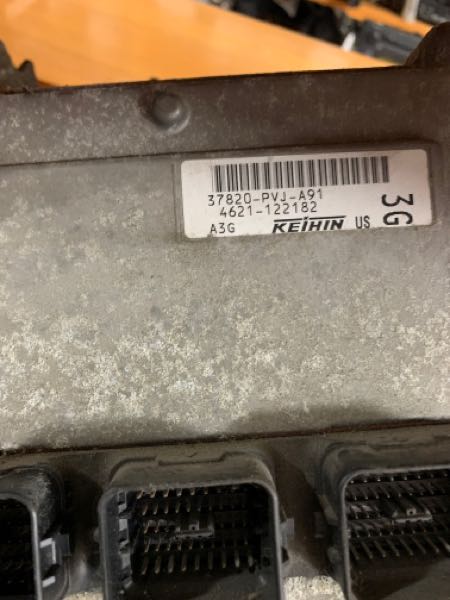 37820-PVJ-A91
4621-122182
A3G KEIHIN US
3G